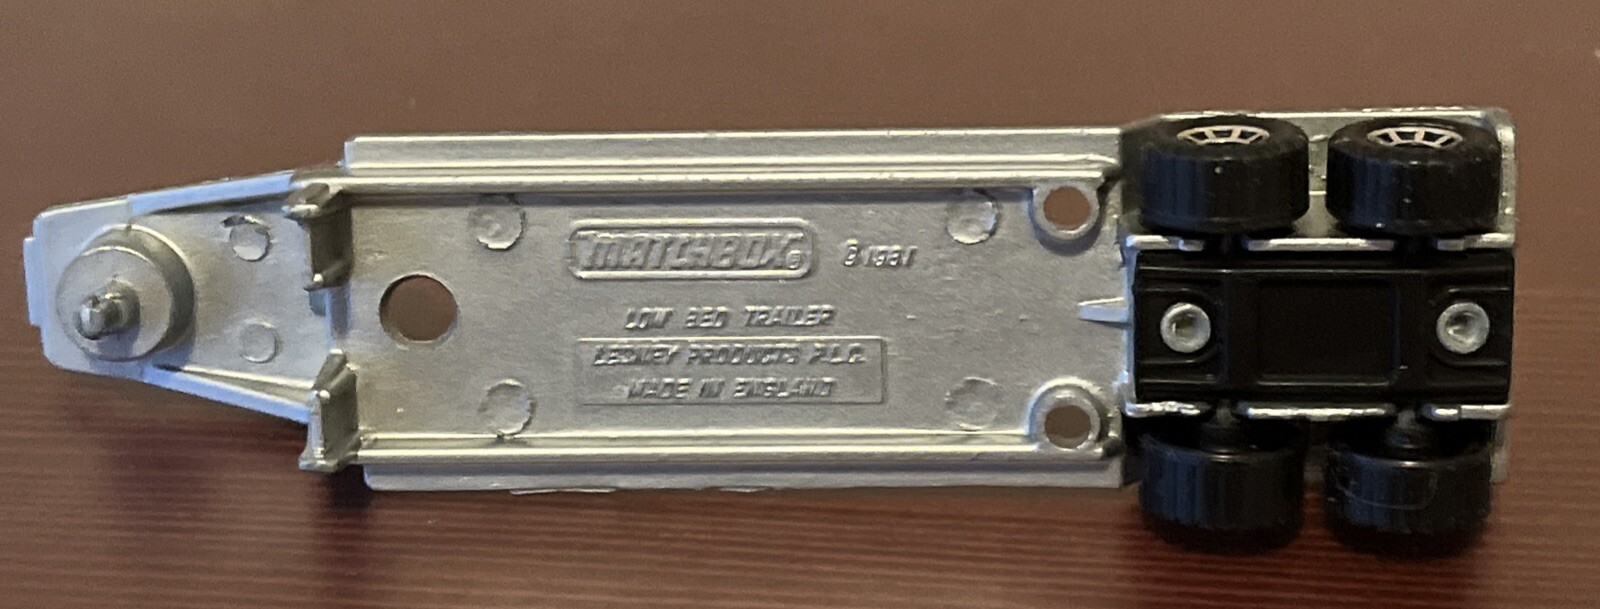 MATCHBOX® © 1981
LOW BED TRAILER
LESNEY PRODUCTS P.L.C.
MADE IN ENGLAND